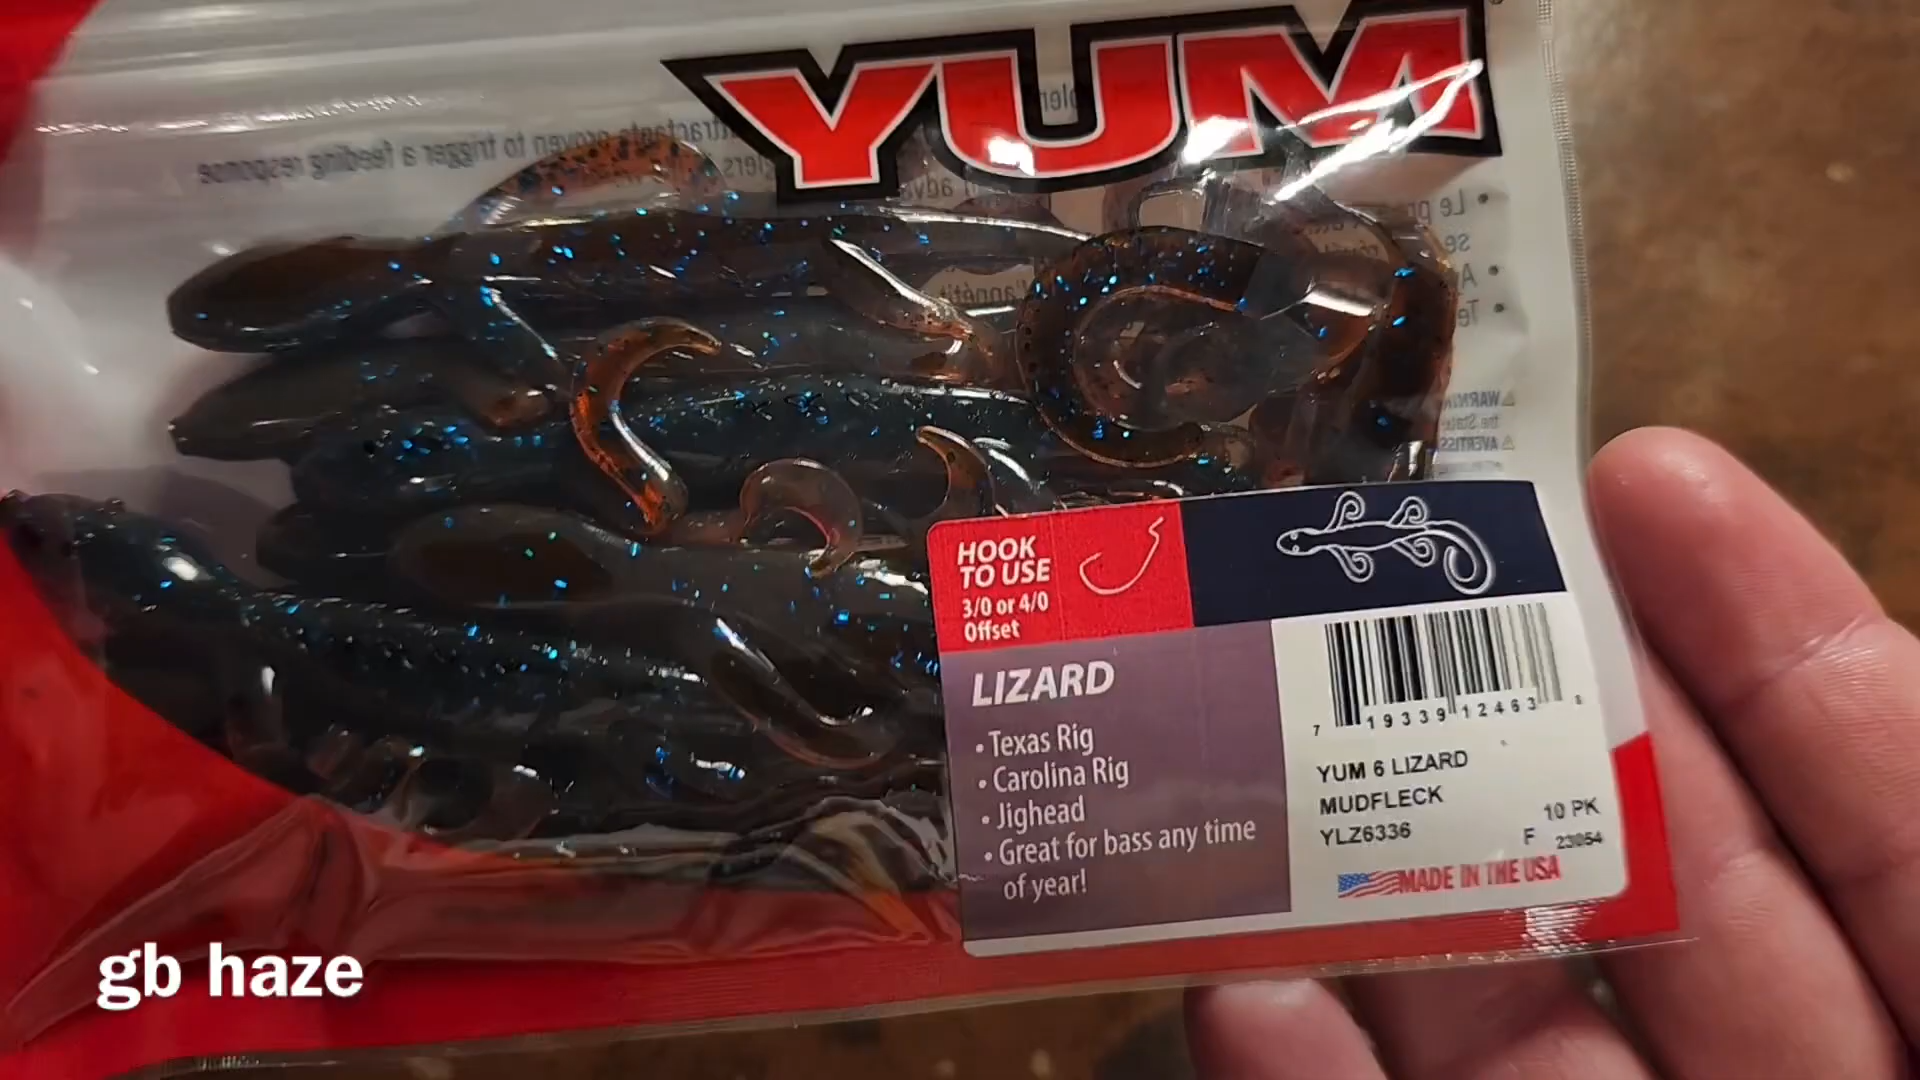 YUM
attractants proven to trigger a feeding response
HOOK
TO USE
3/0 or 4/0
Offset
LIZARD
• Texas Rig
• Carolina Rig
• Jighead
• Great for bass any time
of year!
7 19339 12463 8
YUM 6 LIZARD
MUDFLECK
YLZ6336
10 PK
F 23054
MADE IN THE USA
gb haze